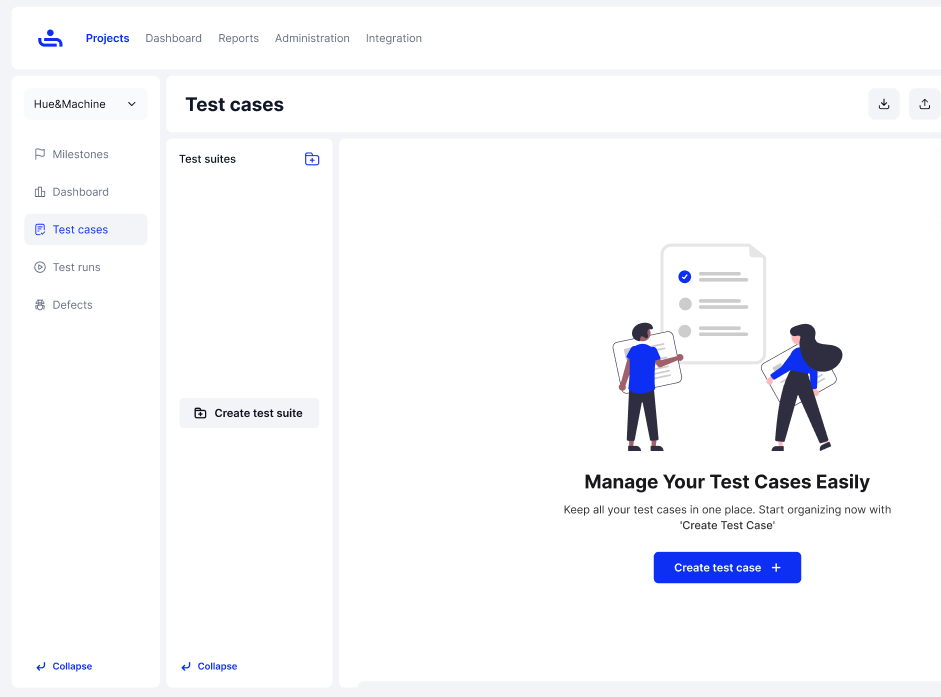 Projects Dashboard Reports Administration Integration
Hue&Machine
Milestones
Dashboard
Test cases
Test runs
Defects
Collapse
Test cases
Test suites
Create test suite
Collapse
Manage Your Test Cases Easily
Keep all your test cases in one place. Start organizing now with
'Create Test Case'
Create test case +